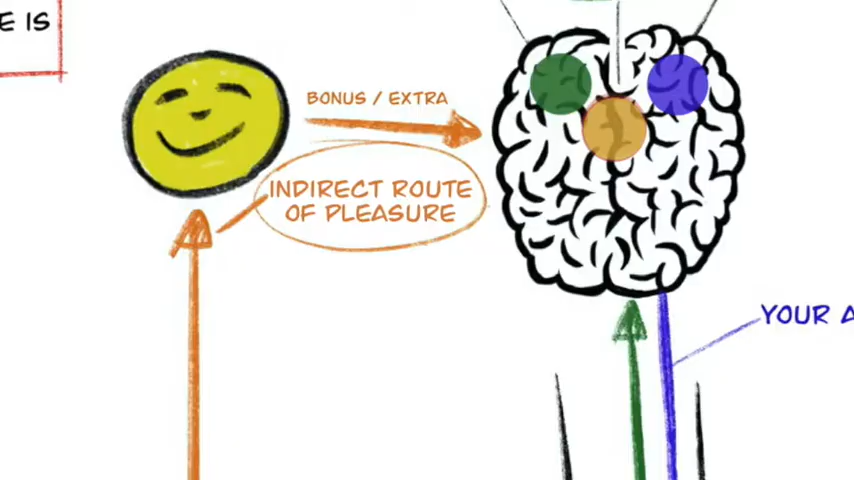 E IS
BONUS / EXTRA
INDIRECT ROUTE
OF PLEASURE
YOUR A